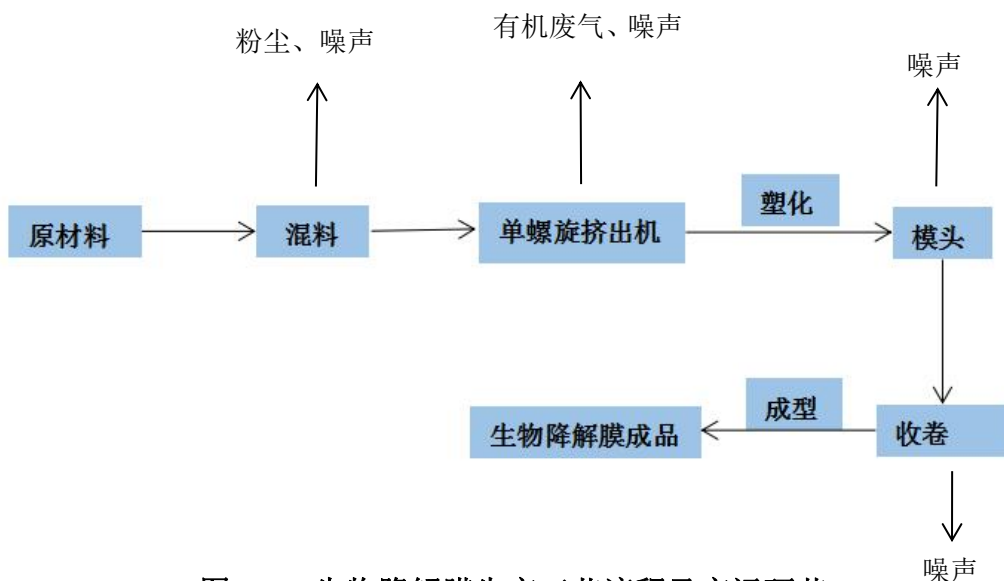 粉尘、噪声
有机废气、噪声
噪声
原材料
混料
单螺旋挤出机
塑化
模头
生物降解膜成品
成型
收卷
噪声